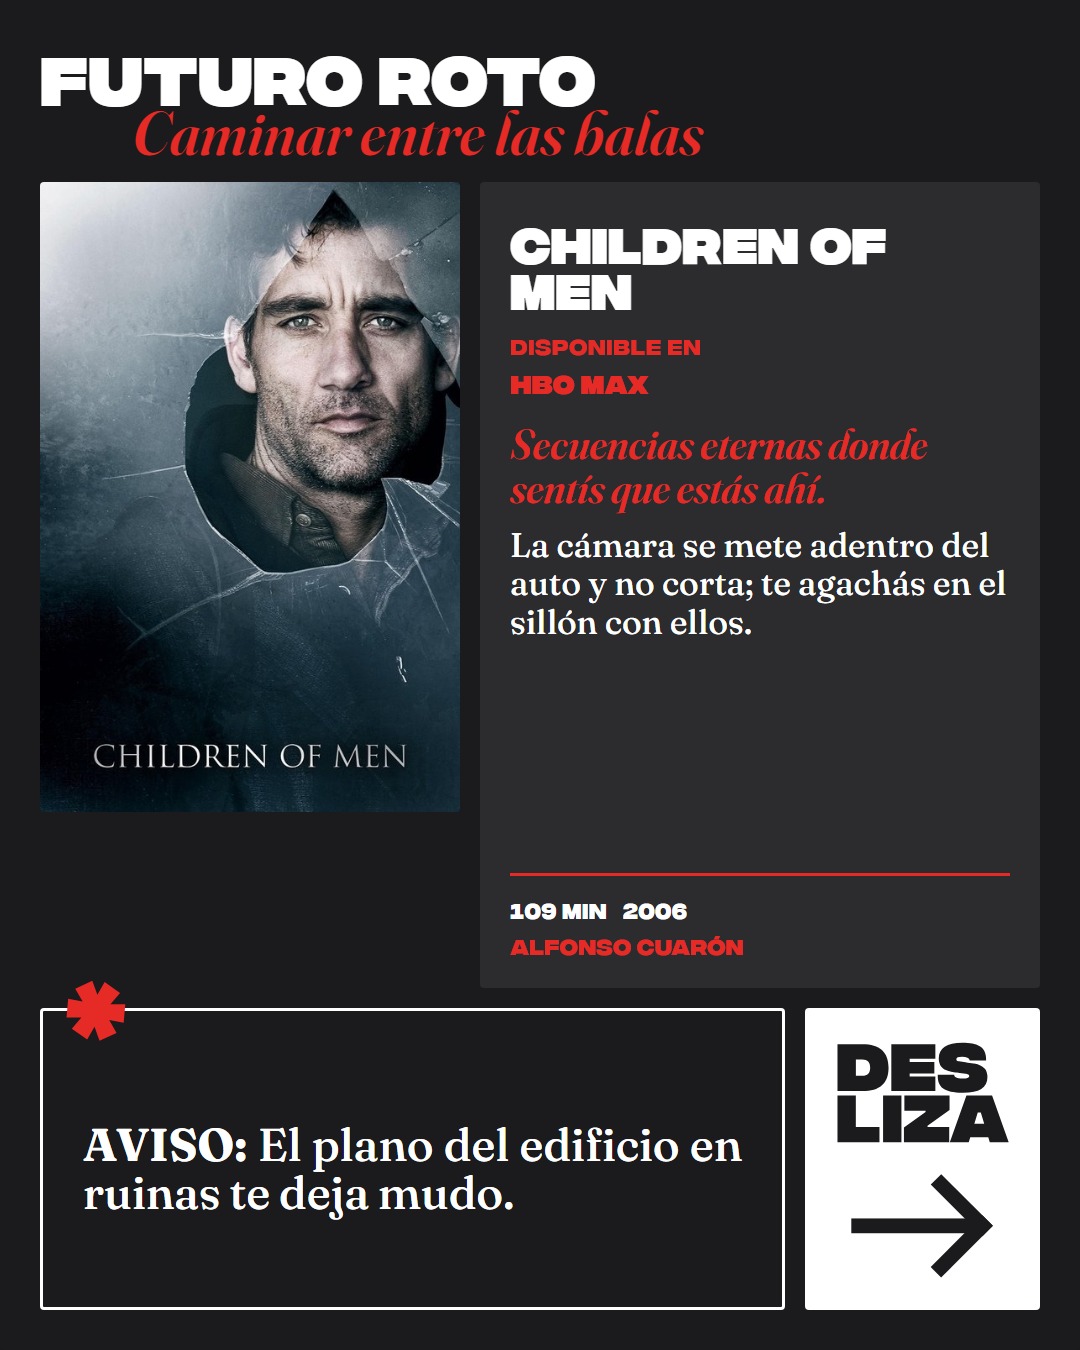 FUTURO ROTO
Caminar entre las balas
CHILDREN OF MEN
CHILDREN OF
MEN
DISPONIBLE EN
HBO MAX
Secuencias eternas donde
sentís que estás ahí.
La cámara se mete adentro del
auto y no corta; te agachás en el
sillón con ellos.
109 MIN 2006
ALFONSO CUARÓN
AVISO: El plano del edificio en
ruinas te deja mudo.
DES
LIZA